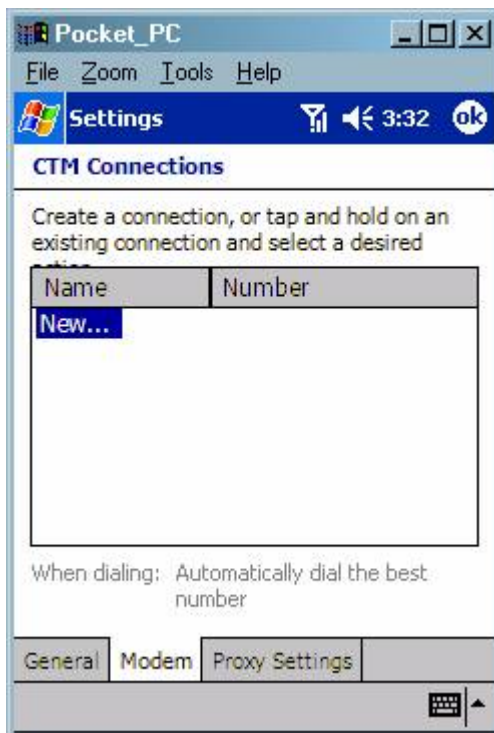 Pocket_PC
File Zoom Tools Help
Settings 3:32 ok
CTM Connections
Create a connection, or tap and hold on an
existing connection and select a desired
Name Number
New...
When dialing: Automatically dial the best
number
General Modem Proxy Settings